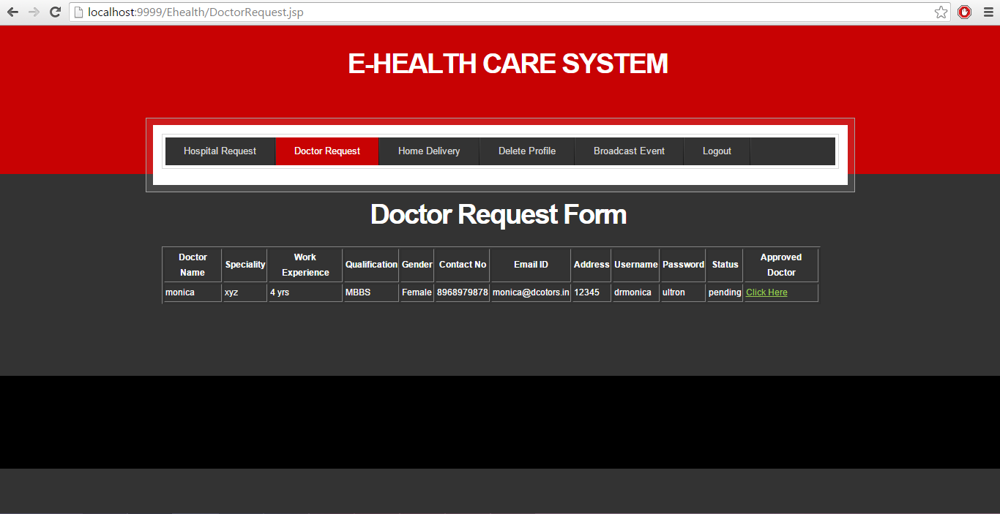 localhost:9999/Ehealth/DoctorRequest.jsp
E-HEALTH CARE SYSTEM
Hospital Request Doctor Request Home Delivery Delete Profile Broadcast Event Logout
Doctor Request Form
Doctor Name Speciality Work Experience Qualification Gender Contact No Email ID Address Username Password Status Approved Doctor
monica xyz 4 yrs MBBS Female 8968979878 monica@dcotors.in 12345 drmonica ultron pending Click Here